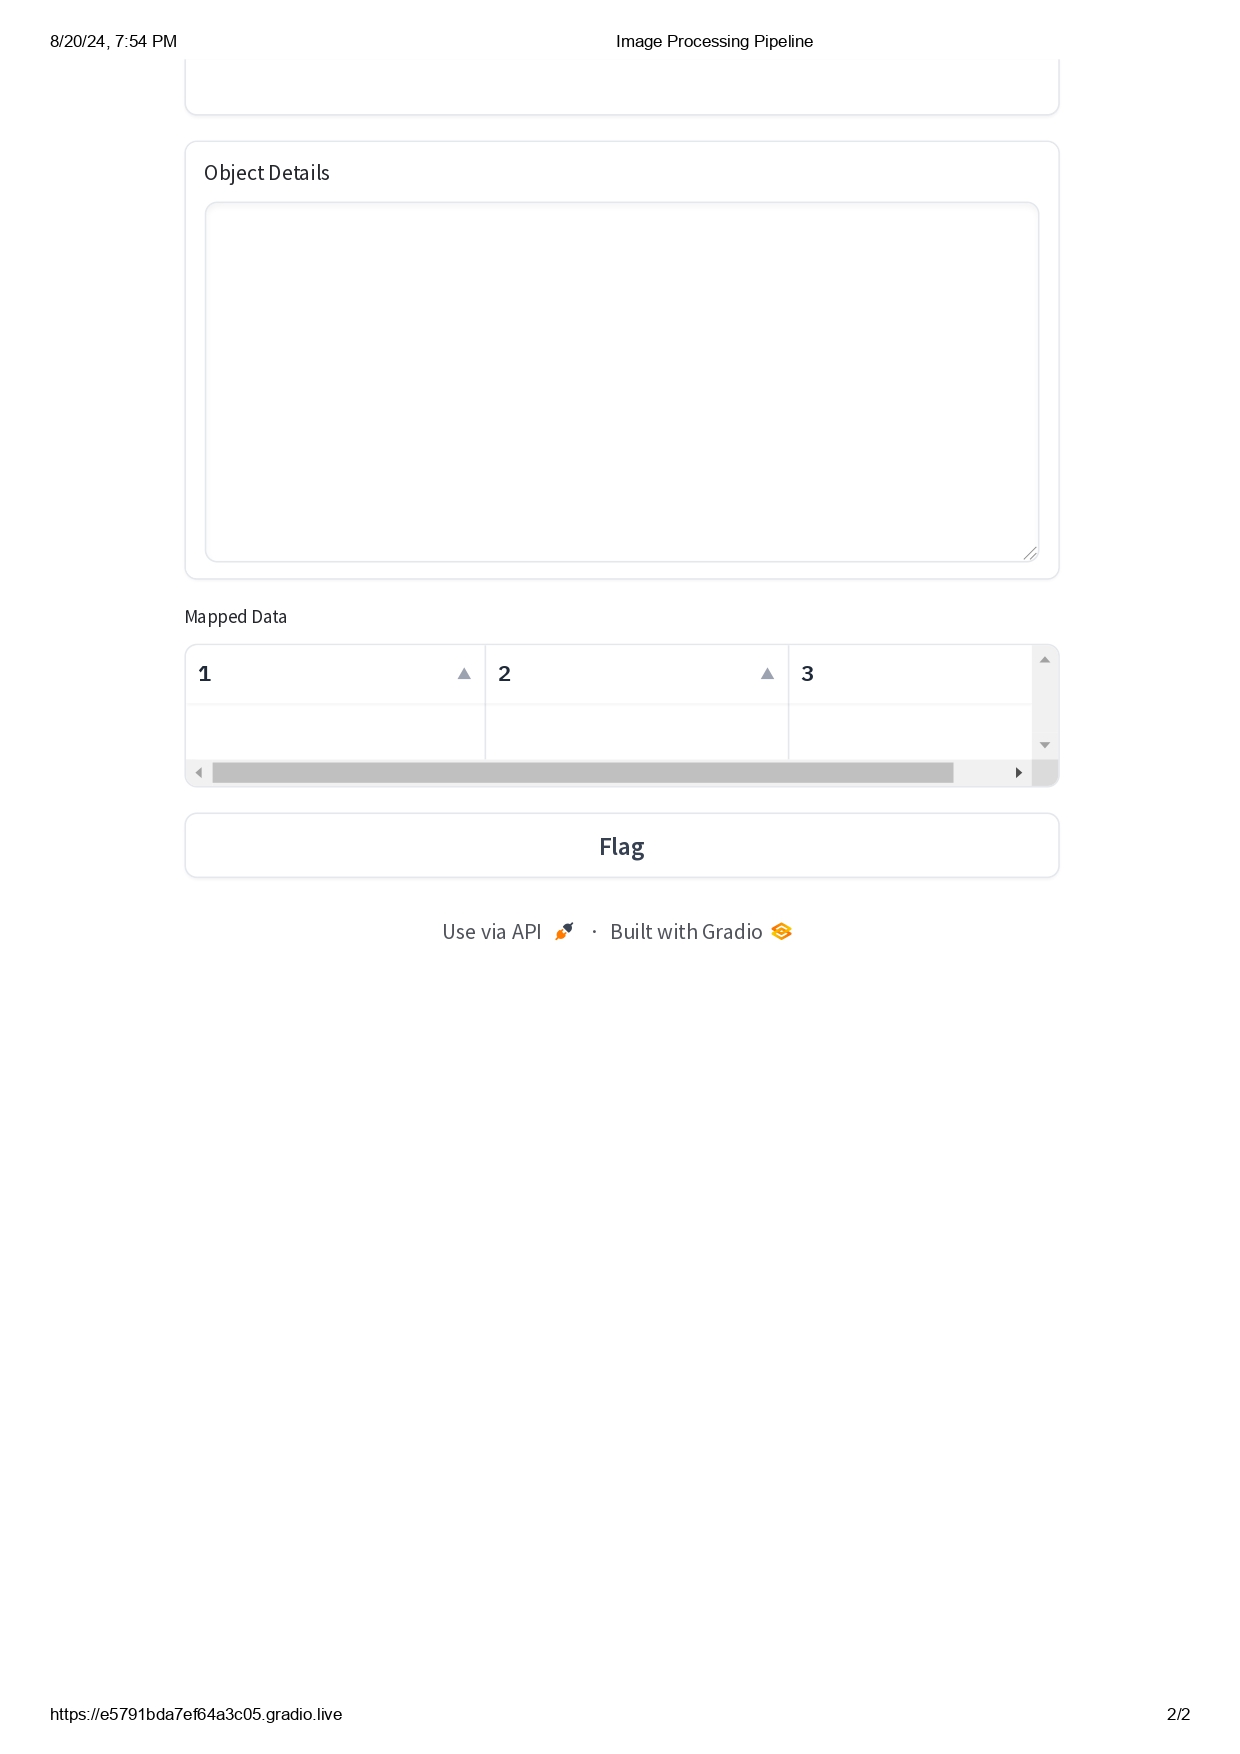 8/20/24, 7:54 PM Image Processing Pipeline
Object Details
Mapped Data
1 2 3
Flag
Use via API · Built with Gradio
https://e5791bda7ef64a3c05.gradio.live 2/2